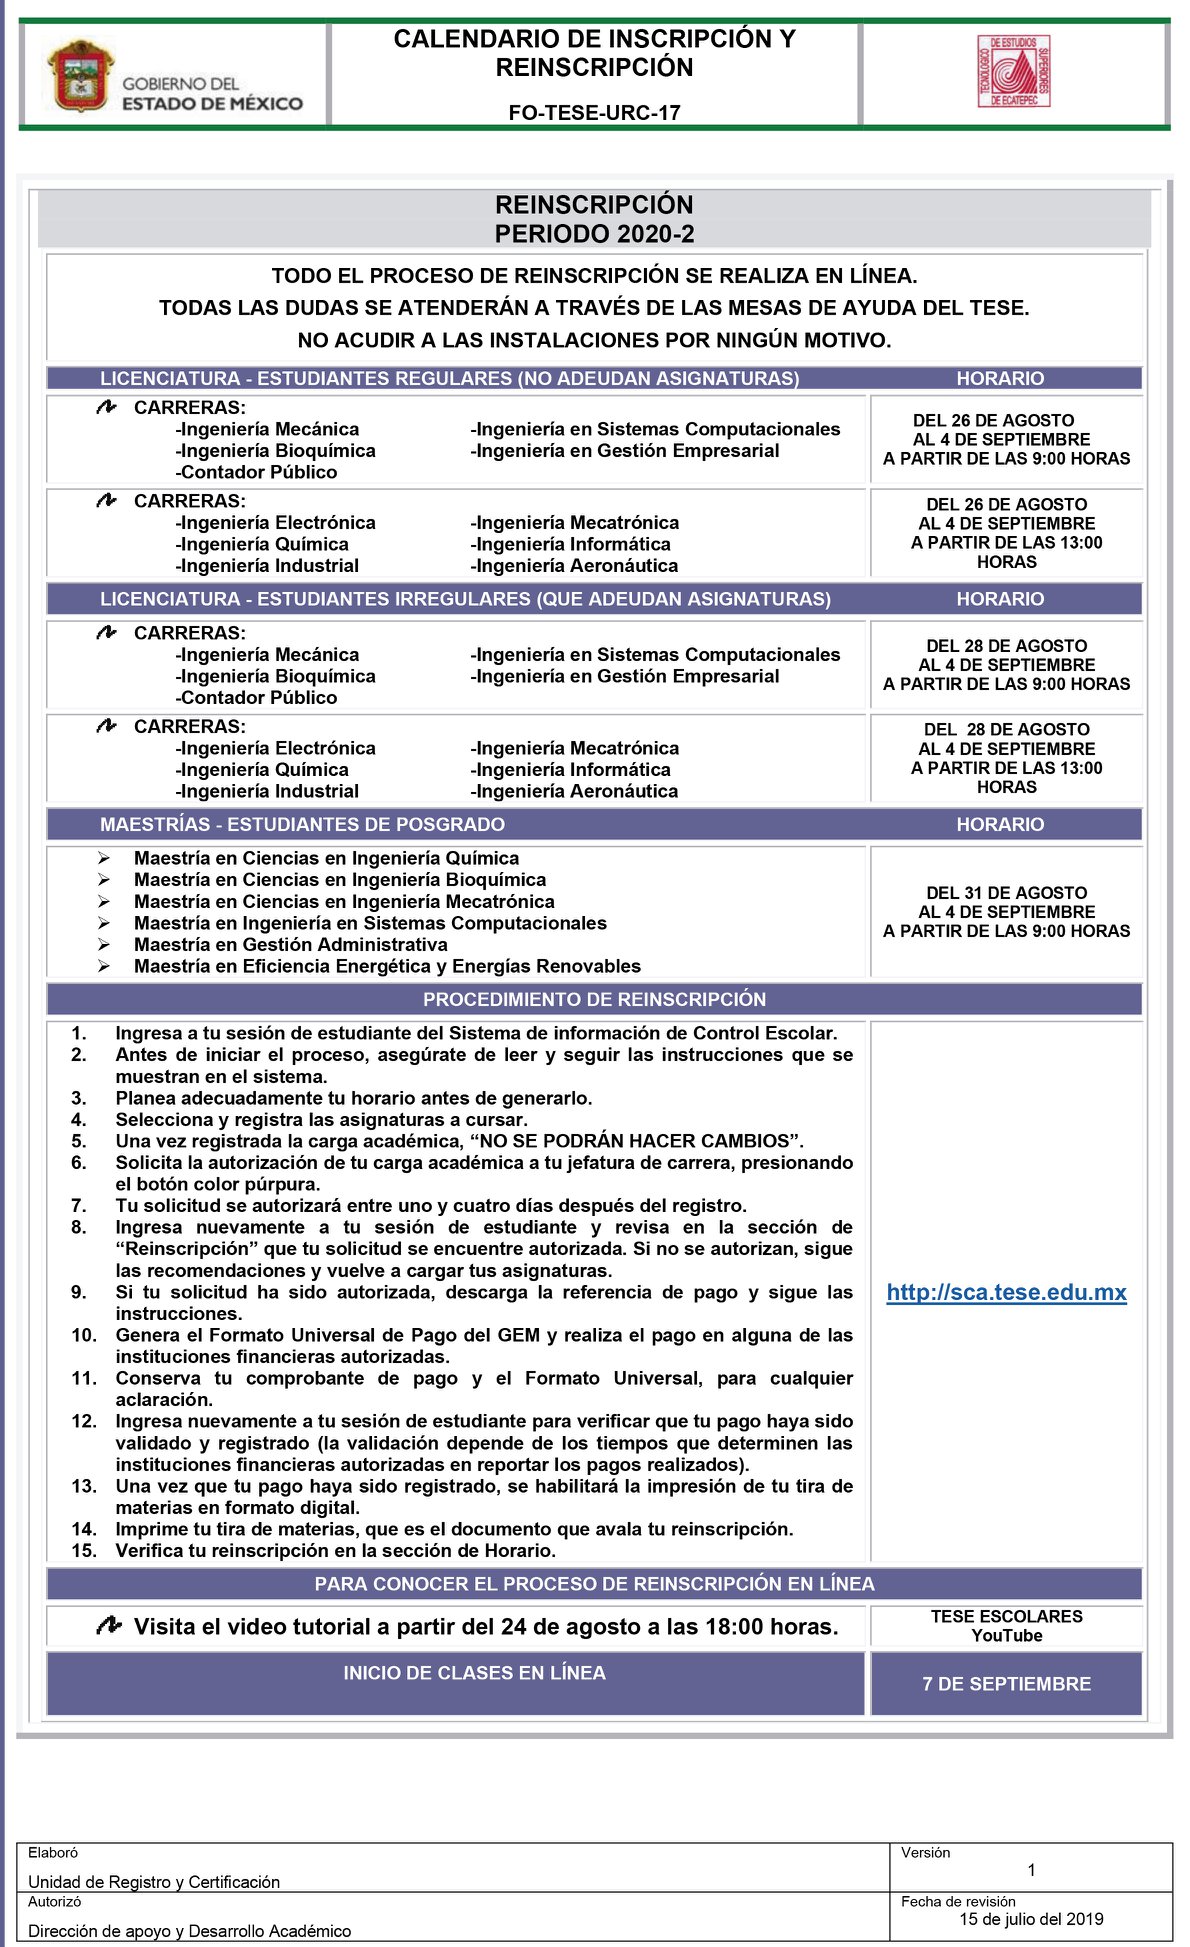 GOBIERNO DEL
ESTADO DE MÉXICO
CALENDARIO DE INSCRIPCIÓN Y
REINSCRIPCIÓN
FO-TESE-URC-17
TECNOLOGICO
DE ESTUDIOS
SUPERIORES
DE ECATEPEC
REINSCRIPCIÓN
PERIODO 2020-2
TODO EL PROCESO DE REINSCRIPCIÓN SE REALIZA EN LÍNEA.
TODAS LAS DUDAS SE ATENDERÁN A TRAVÉS DE LAS MESAS DE AYUDA DEL TESE.
NO ACUDIR A LAS INSTALACIONES POR NINGÚN MOTIVO.
LICENCIATURA - ESTUDIANTES REGULARES (NO ADEUDAN ASIGNATURAS) HORARIO
CARRERAS:
-Ingeniería Mecánica -Ingeniería en Sistemas Computacionales
-Ingeniería Bioquímica -Ingeniería en Gestión Empresarial
-Contador Público
DEL 26 DE AGOSTO
AL 4 DE SEPTIEMBRE
A PARTIR DE LAS 9:00 HORAS
CARRERAS:
-Ingeniería Electrónica -Ingeniería Mecatrónica
-Ingeniería Química -Ingeniería Informática
-Ingeniería Industrial -Ingeniería Aeronáutica
DEL 26 DE AGOSTO
AL 4 DE SEPTIEMBRE
A PARTIR DE LAS 13:00
HORAS
LICENCIATURA - ESTUDIANTES IRREGULARES (QUE ADEUDAN ASIGNATURAS) HORARIO
CARRERAS:
-Ingeniería Mecánica -Ingeniería en Sistemas Computacionales
-Ingeniería Bioquímica -Ingeniería en Gestión Empresarial
-Contador Público
DEL 28 DE AGOSTO
AL 4 DE SEPTIEMBRE
A PARTIR DE LAS 9:00 HORAS
CARRERAS:
-Ingeniería Electrónica -Ingeniería Mecatrónica
-Ingeniería Química -Ingeniería Informática
-Ingeniería Industrial -Ingeniería Aeronáutica
DEL 28 DE AGOSTO
AL 4 DE SEPTIEMBRE
A PARTIR DE LAS 13:00
HORAS
MAESTRÍAS - ESTUDIANTES DE POSGRADO HORARIO
Maestría en Ciencias en Ingeniería Química
Maestría en Ciencias en Ingeniería Bioquímica
Maestría en Ciencias en Ingeniería Mecatrónica
Maestría en Ingeniería en Sistemas Computacionales
Maestría en Gestión Administrativa
Maestría en Eficiencia Energética y Energías Renovables
DEL 31 DE AGOSTO
AL 4 DE SEPTIEMBRE
A PARTIR DE LAS 9:00 HORAS
PROCEDIMIENTO DE REINSCRIPCIÓN
1. Ingresa a tu sesión de estudiante del Sistema de información de Control Escolar.
2. Antes de iniciar el proceso, asegúrate de leer y seguir las instrucciones que se
muestran en el sistema.
3. Planea adecuadamente tu horario antes de generarlo.
4. Selecciona y registra las asignaturas a cursar.
5. Una vez registrada la carga académica, “NO SE PODRÁN HACER CAMBIOS”.
6. Solicita la autorización de tu carga académica a tu jefatura de carrera, presionando
el botón color púrpura.
7. Tu solicitud se autorizará entre uno y cuatro días después del registro.
8. Ingresa nuevamente a tu sesión de estudiante y revisa en la sección de
“Reinscripción” que tu solicitud se encuentre autorizada. Si no se autorizan, sigue
las recomendaciones y vuelve a cargar tus asignaturas.
9. Si tu solicitud ha sido autorizada, descarga la referencia de pago y sigue las
instrucciones.
10. Genera el Formato Universal de Pago del GEM y realiza el pago en alguna de las
instituciones financieras autorizadas.
11. Conserva tu comprobante de pago y el Formato Universal, para cualquier
aclaración.
12. Ingresa nuevamente a tu sesión de estudiante para verificar que tu pago haya sido
validado y registrado (la validación depende de los tiempos que determinen las
instituciones financieras autorizadas en reportar los pagos realizados).
13. Una vez que tu pago haya sido registrado, se habilitará la impresión de tu tira de
materias en formato digital.
14. Imprime tu tira de materias, que es el documento que avala tu reinscripción.
15. Verifica tu reinscripción en la sección de Horario.
http://sca.tese.edu.mx
PARA CONOCER EL PROCESO DE REINSCRIPCIÓN EN LÍNEA
Visita el video tutorial a partir del 24 de agosto a las 18:00 horas.
TESE ESCOLARES
YouTube
INICIO DE CLASES EN LÍNEA
7 DE SEPTIEMBRE
Elaboró
Unidad de Registro y Certificación
Versión
1
Autorizó
Dirección de apoyo y Desarrollo Académico
Fecha de revisión
15 de julio del 2019